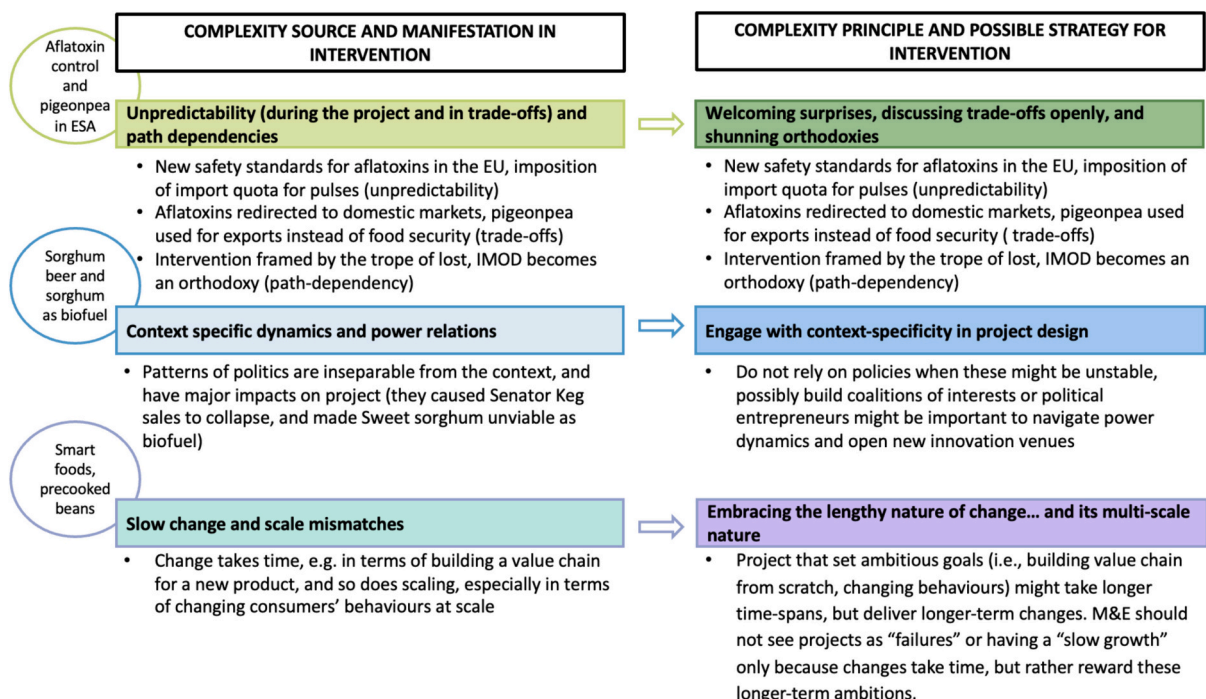 Aflatoxin
control
and
pigeonpea
in ESA
COMPLEXITY SOURCE AND MANIFESTATION IN
INTERVENTION
Unpredictability (during the project and in trade-offs) and
path dependencies
• New safety standards for aflatoxins in the EU, imposition
of import quota for pulses (unpredictability)
• Aflatoxins redirected to domestic markets, pigeonpea
used for exports instead of food security (trade-offs)
• Intervention framed by the trope of lost, IMOD becomes
an orthodoxy (path-dependency)
COMPLEXITY PRINCIPLE AND POSSIBLE STRATEGY FOR
INTERVENTION
Welcoming surprises, discussing trade-offs openly, and
shunning orthodoxies
• New safety standards for aflatoxins in the EU, imposition of
import quota for pulses (unpredictability)
• Aflatoxins redirected to domestic markets, pigeonpea used
for exports instead of food security ( trade-offs)
• Intervention framed by the trope of lost, IMOD becomes an
orthodoxy (path-dependency)
Sorghum
beer and
sorghum
as biofuel
Context specific dynamics and power relations
• Patterns of politics are inseparable from the context, and
have major impacts on project (they caused Senator Keg
sales to collapse, and made Sweet sorghum unviable as
biofuel)
Engage with context-specificity in project design
• Do not rely on policies when these might be unstable,
possibly build coalitions of interests or political
entrepreneurs might be important to navigate power
dynamics and open new innovation venues
Smart
foods,
precooked
beans
Slow change and scale mismatches
• Change takes time, e.g. in terms of building a value chain
for a new product, and so does scaling, especially in terms
of changing consumers’ behaviours at scale
Embracing the lengthy nature of change… and its multi-scale
nature
• Project that set ambitious goals (i.e., building value chain
from scratch, changing behaviours) might take longer
time-spans, but deliver longer-term changes. M&E should
not see projects as “failures” or having a “slow growth”
only because changes take time, but rather reward these
longer-term ambitions.